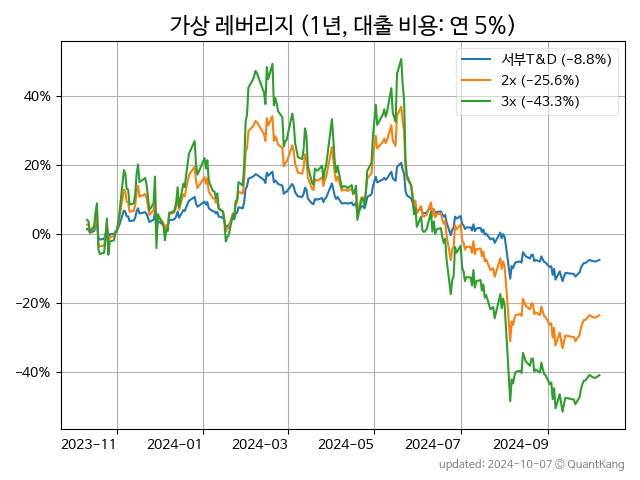 가상 레버리지 (1년, 대출 비용: 연 5%)
서부T&D (−8.8%)
2x (−25.6%)
3x (−43.3%)
40%
20%
0%
−20%
−40%
2023-11
2024-01
2024-03
2024-05
2024-07
2024-09
updated: 2024-10-07 © QuantKang